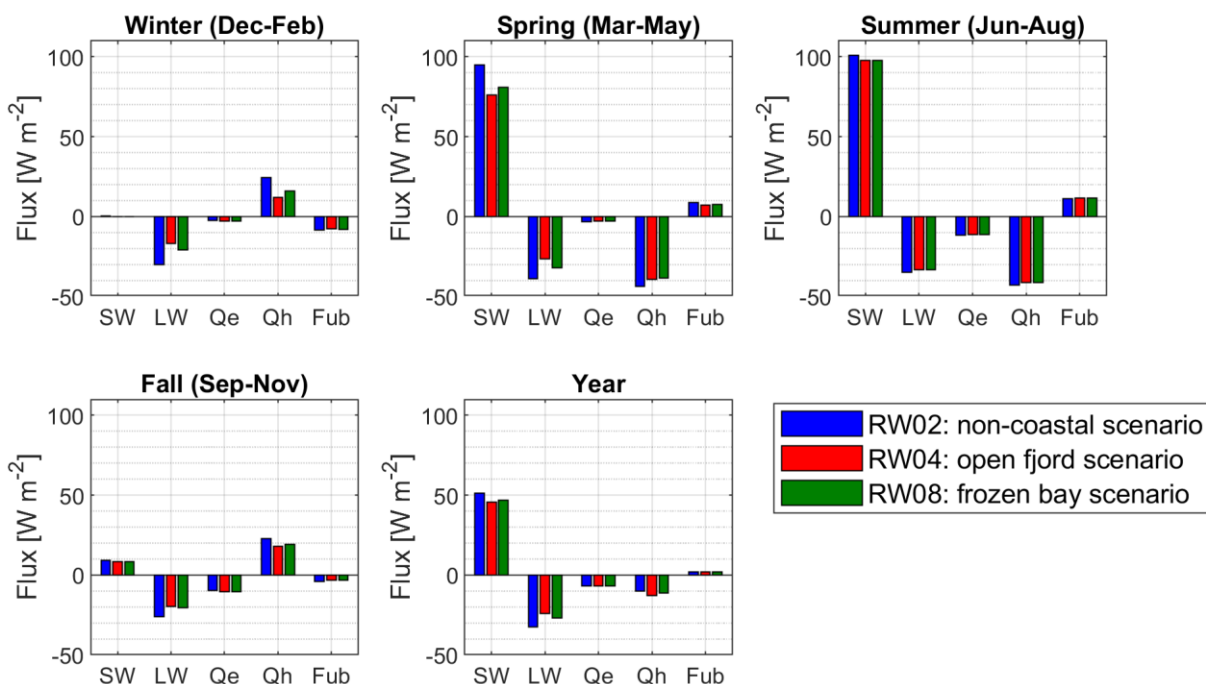 Winter (Dec-Feb)
100
50
0
-50
Flux [W m-2]
SW LW Qe Qh Fub
Spring (Mar-May)
100
50
0
-50
Flux [W m-2]
SW LW Qe Qh Fub
Summer (Jun-Aug)
100
50
0
-50
Flux [W m-2]
SW LW Qe Qh Fub
Fall (Sep-Nov)
100
50
0
-50
Flux [W m-2]
SW LW Qe Qh Fub
Year
100
50
0
-50
Flux [W m-2]
SW LW Qe Qh Fub
RW02: non-coastal scenario
RW04: open fjord scenario
RW08: frozen bay scenario